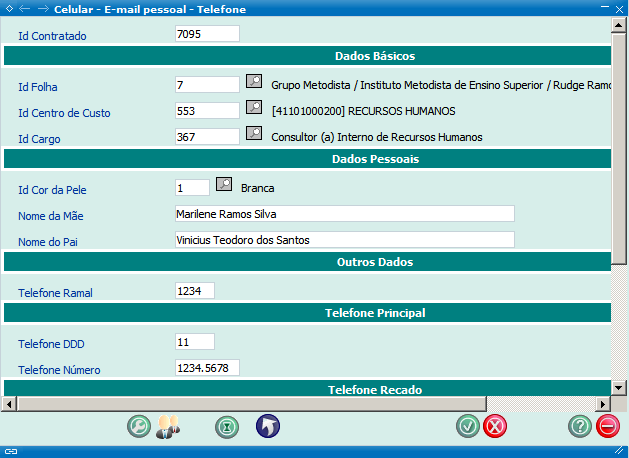 Celular - E-mail pessoal - Telefone
Id Contratado 7095
Dados Básicos
Id Folha 7 Grupo Metodista / Instituto Metodista de Ensino Superior / Rudge Ramo
Id Centro de Custo 553 [41101000200] RECURSOS HUMANOS
Id Cargo 367 Consultor (a) Interno de Recursos Humanos
Dados Pessoais
Id Cor da Pele 1 Branca
Nome da Mãe Marilene Ramos Silva
Nome do Pai Vinicius Teodoro dos Santos
Outros Dados
Telefone Ramal 1234
Telefone Principal
Telefone DDD 11
Telefone Número 1234.5678
Telefone Recado